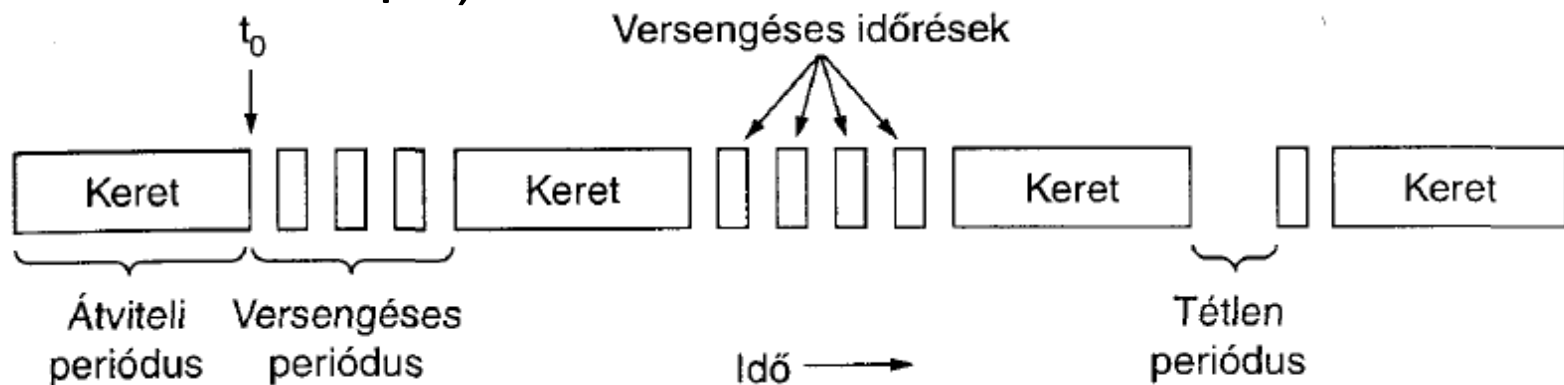 t0
Versengéses időrések
Keret
Keret
Keret
Keret
Átviteli
periódus
Versengéses
periódus
Idő
Tétlen
periódus